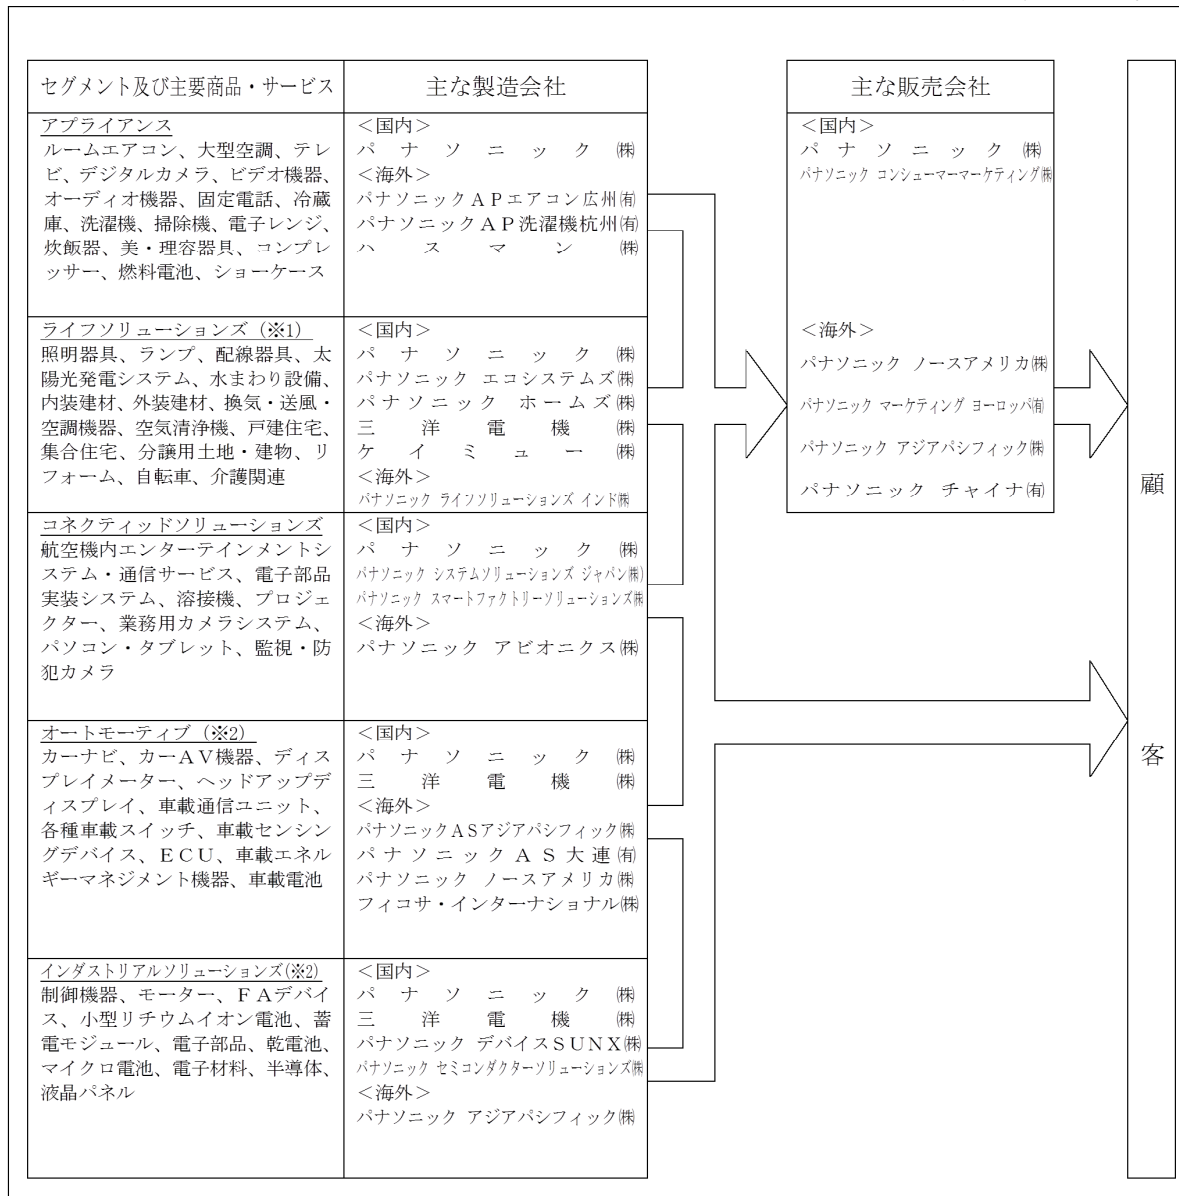 セグメント及び主要商品・サービス
主な製造会社
主な販売会社
アプライアンス
ルームエアコン、大型空調、テレ
ビ、デジタルカメラ、ビデオ機器、
オーディオ機器、固定電話、冷蔵
庫、洗濯機、掃除機、電子レンジ、
炊飯器、美・理容器具、コンプレ
ッサー、燃料電池、ショーケース
＜国内＞
パナソニック㈱
＜海外＞
パナソニックＡＰエアコン広州㈲
パナソニックＡＰ洗濯機杭州㈲
ハスマン㈱
ライフソリューションズ（※1）
照明器具、ランプ、配線器具、太
陽光発電システム、水まわり設備、
内装建材、外装建材、換気・送風・
空調機器、空気清浄機、戸建住宅、
集合住宅、分譲用土地・建物、リ
フォーム、自転車、介護関連
＜国内＞
パナソニック㈱
パナソニック エコシステムズ㈱
パナソニック ホームズ㈱
三洋電機㈱
ケイミュー㈱
＜海外＞
パナソニック ライフソリューションズ インド㈱
コネクティッドソリューションズ
航空機内エンターテインメントシ
ステム・通信サービス、電子部品
実装システム、溶接機、プロジェ
クター、業務用カメラシステム、
パソコン・タブレット、監視・防
犯カメラ
＜国内＞
パナソニック㈱
パナソニック システムソリューションズ ジャパン㈱
パナソニック スマートファクトリーソリューションズ㈱
＜海外＞
パナソニック アビオニクス㈱
オートモーティブ（※2）
カーナビ、カーＡＶ機器、ディス
プレイメーター、ヘッドアップデ
ィスプレイ、車載通信ユニット、
各種車載スイッチ、車載センシン
グデバイス、ＥＣＵ、車載エネル
ギーマネジメント機器、車載電池
＜国内＞
パナソニック㈱
三洋電機㈱
＜海外＞
パナソニックＡＳアジアパシフィック㈱
パナソニックＡＳ大連㈲
パナソニック ノースアメリカ㈱
フィコサ・インターナショナル㈱
インダストリアルソリューションズ(※2)
制御機器、モーター、ＦＡデバイ
ス、小型リチウムイオン電池、蓄
電モジュール、電子部品、乾電池、
マイクロ電池、電子材料、半導体、
液晶パネル
＜国内＞
パナソニック㈱
三洋電機㈱
パナソニック デバイスＳＵＮＸ㈱
パナソニック セミコンダクターソリューションズ㈱
＜海外＞
パナソニック アジアパシフィック㈱
＜国内＞
パナソニック㈱
パナソニック コンシューマーマーケティング㈱
＜海外＞
パナソニック ノースアメリカ㈱
パナソニック マーケティング ヨーロッパ㈲
パナソニック アジアパシフィック㈱
パナソニック チャイナ㈲
顧客